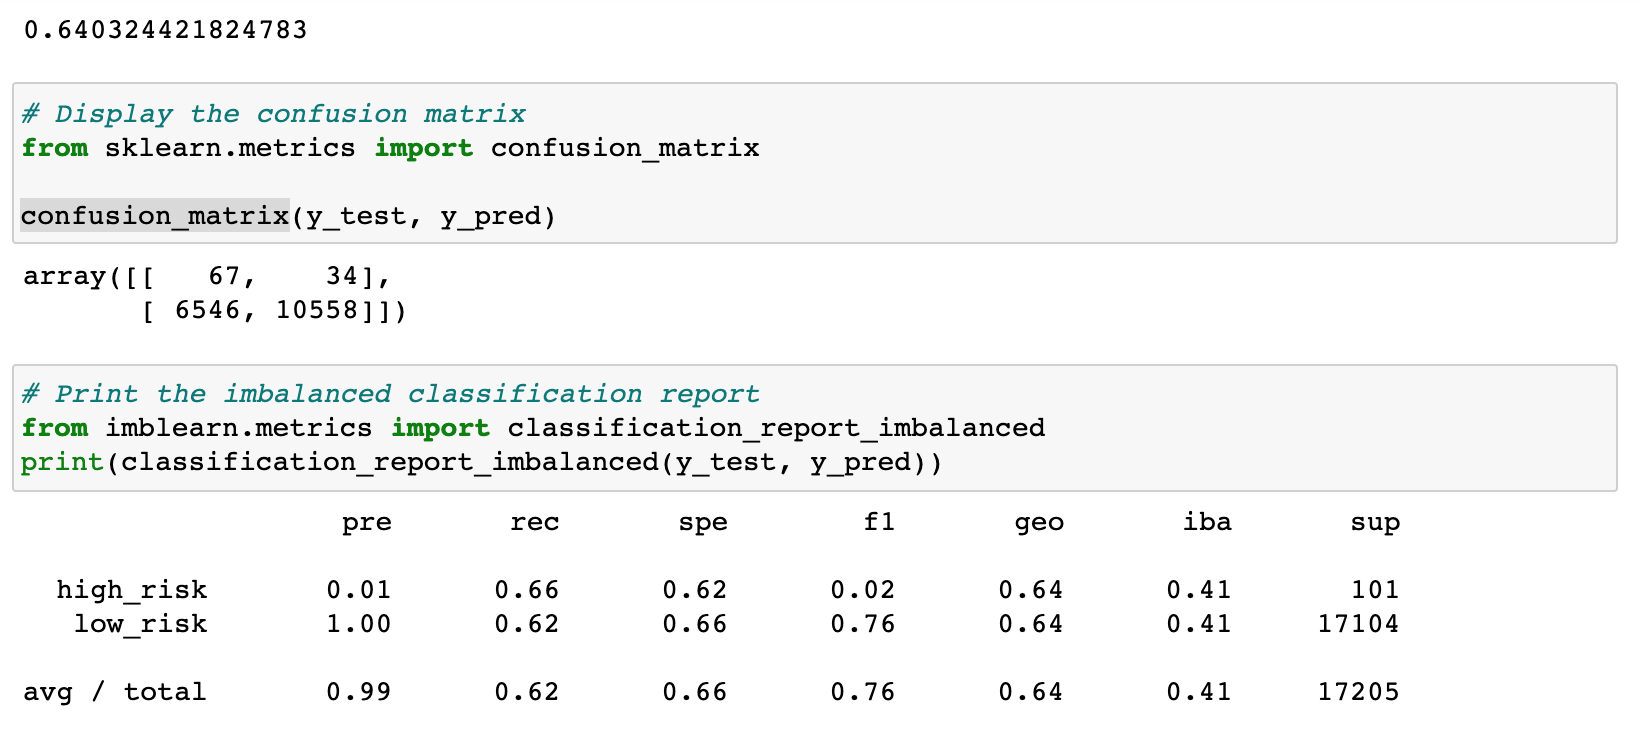 0.640324421824783
# Display the confusion matrix
from sklearn.metrics import confusion_matrix
confusion_matrix(y_test, y_pred)
array([[   67,    34],
       [ 6546, 10558]])
# Print the imbalanced classification report
from imblearn.metrics import classification_report_imbalanced
print(classification_report_imbalanced(y_test, y_pred))
                   pre       rec       spe        f1       geo       iba       sup
  high_risk       0.01      0.66      0.62      0.02      0.64      0.41       101
   low_risk       1.00      0.62      0.66      0.76      0.64      0.41     17104
avg / total       0.99      0.62      0.66      0.76      0.64      0.41     17205